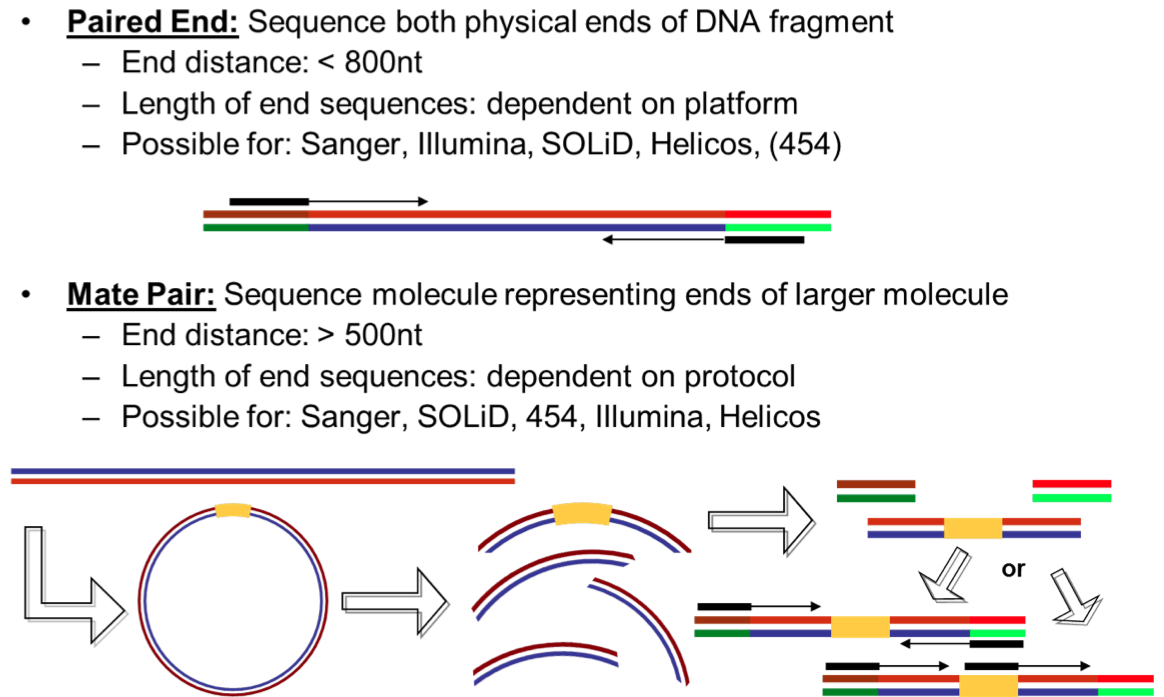 • Paired End: Sequence both physical ends of DNA fragment
– End distance: < 800nt
– Length of end sequences: dependent on platform
– Possible for: Sanger, Illumina, SOLiD, Helicos, (454)
• Mate Pair: Sequence molecule representing ends of larger molecule
– End distance: > 500nt
– Length of end sequences: dependent on protocol
– Possible for: Sanger, SOLiD, 454, Illumina, Helicos
or